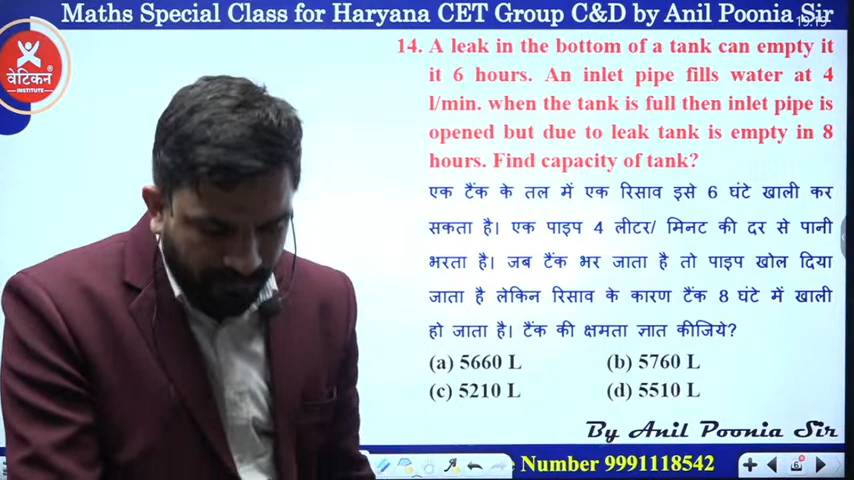 Maths Special Class for Haryana CET Group C&D by Anil Poonia Sir
19:19
वेटिकन
INSTITUTE
14. A leak in the bottom of a tank can empty it
it 6 hours. An inlet pipe fills water at 4
l/min. when the tank is full then inlet pipe is
opened but due to leak tank is empty in 8
hours. Find capacity of tank?
एक टैंक के तल में एक रिसाव इसे 6 घंटे खाली कर
सकता है। एक पाइप 4 लीटर/ मिनट की दर से पानी
भरता है। जब टैंक भर जाता है तो पाइप खोल दिया
जाता है लेकिन रिसाव के कारण टैंक 8 घंटे में खाली
हो जाता है। टैंक की क्षमता ज्ञात कीजिये?
(a) 5660 L (b) 5760 L
(c) 5210 L (d) 5510 L
By Anil Poonia Sir
Number 9991118542